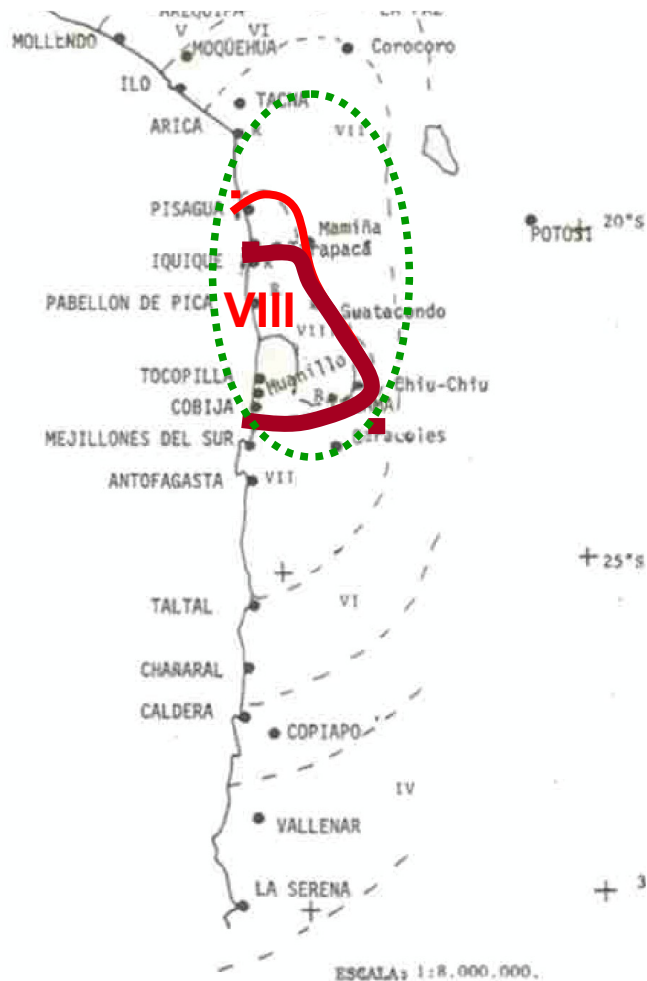 AREQUIPA
LA PAZ
V
VI
MOLLENDO
MOQUEHUA
Corocoro
ILO
TACNA
ARICA
VII
PISAGUA
Mamiña
20°S
POTOSI
IQUIQUE
PABELLON DE PICA
VIII
Guatacondo
TOCOPILLA
Huanillo
Chiu-Chiu
R
COBIJA
MEJILLONES DEL SUR
Caracoles
ANTOFAGASTA
VII
25°S
TALTAL
VI
CHAÑARAL
CALDERA
COPIAPO
IV
VALLENAR
LA SERENA
3
ESCALA: 1:8.000.000.